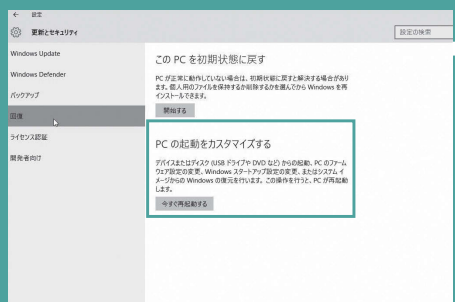 ← 設定
更新とセキュリティ
設定の検索
Windows Update
Windows Defender
バックアップ
回復
ライセンス認証
開発者向け
この PC を初期状態に戻す
PC が正常に動作していない場合は、初期状態に戻すと解決する場合があり
ます。個人用のファイルを保持するか削除するかを選んでから Windows を再
インストールできます。
開始する
PC の起動をカスタマイズする
デバイスまたはディスク (USB ドライブや DVD など) からの起動、PC のファーム
ウェア設定の変更、Windows スタートアップ設定の変更、またはシステム イ
メージからの Windows の復元を行います。この操作を行うと、PC が再起動
します。
今すぐ再起動する